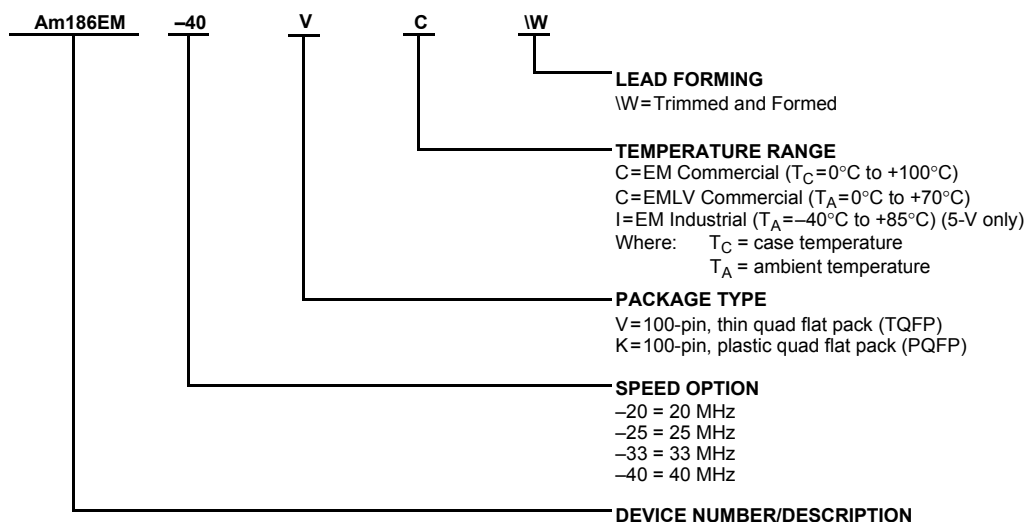 Am186EM –40 V C \W
LEAD FORMING
\W=Trimmed and Formed
TEMPERATURE RANGE
C=EM Commercial (TC=0°C to +100°C)
C=EMLV Commercial (TA=0°C to +70°C)
I=EM Industrial (TA=–40°C to +85°C) (5-V only)
Where: TC = case temperature
TA = ambient temperature
PACKAGE TYPE
V=100-pin, thin quad flat pack (TQFP)
K=100-pin, plastic quad flat pack (PQFP)
SPEED OPTION
–20 = 20 MHz
–25 = 25 MHz
–33 = 33 MHz
–40 = 40 MHz
DEVICE NUMBER/DESCRIPTION